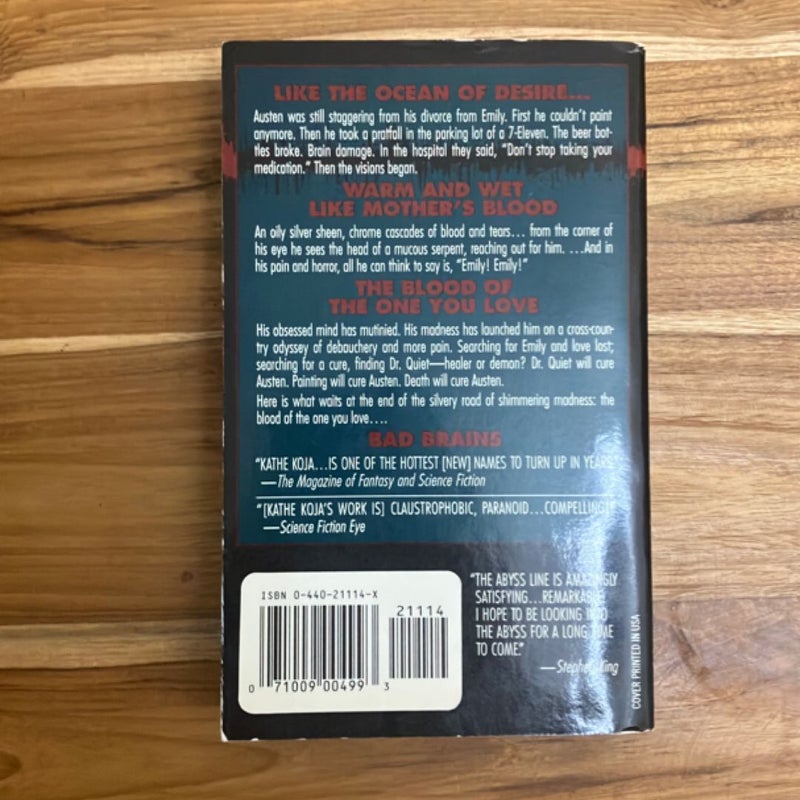 LIKE THE OCEAN OF DESIRE...
Austen was still staggering from his divorce from Emily. First he couldn't paint
anymore. Then he took a pratfall in the parking lot of a 7-Eleven. The beer bot-
tles broke. Brain damage. In the hospital they said, "Don't stop taking your
medication." Then the visions began.
WARM AND WET
LIKE MOTHER'S BLOOD
An oily silver sheen, chrome cascades of blood and tears... from the corner of
his eye he sees the head of a mucous serpent, reaching out for him. ...And in
his pain and horror, all he can think to say is, "Emily! Emily!"
THE BLOOD OF
THE ONE YOU LOVE
His obsessed mind has mutinied. His madness has launched him on a cross-coun-
try odyssey of debauchery and more pain. Searching for Emily and love lost;
searching for a cure, finding Dr. Quiet—healer or demon? Dr. Quiet will cure
Austen. Painting will cure Austen. Death will cure Austen.
Here is what waits at the end of the silvery road of shimmering madness: the
blood of the one you love....
BAD BRAINS
"KATHE KOJA...IS ONE OF THE HOTTEST [NEW] NAMES TO TURN UP IN YEARS"
—The Magazine of Fantasy and Science Fiction
"[KATHE KOJA'S WORK IS] CLAUSTROPHOBIC, PARANOID...COMPELLING!"
—Science Fiction Eye
ISBN 0-440-21114-X
21114
0 71009 00499 3
"THE ABYSS LINE IS AMAZINGLY
SATISFYING...REMARKABLE.
I HOPE TO BE LOOKING INTO
THE ABYSS FOR A LONG TIME
TO COME."
—Stephen King
COVER PRINTED IN USA